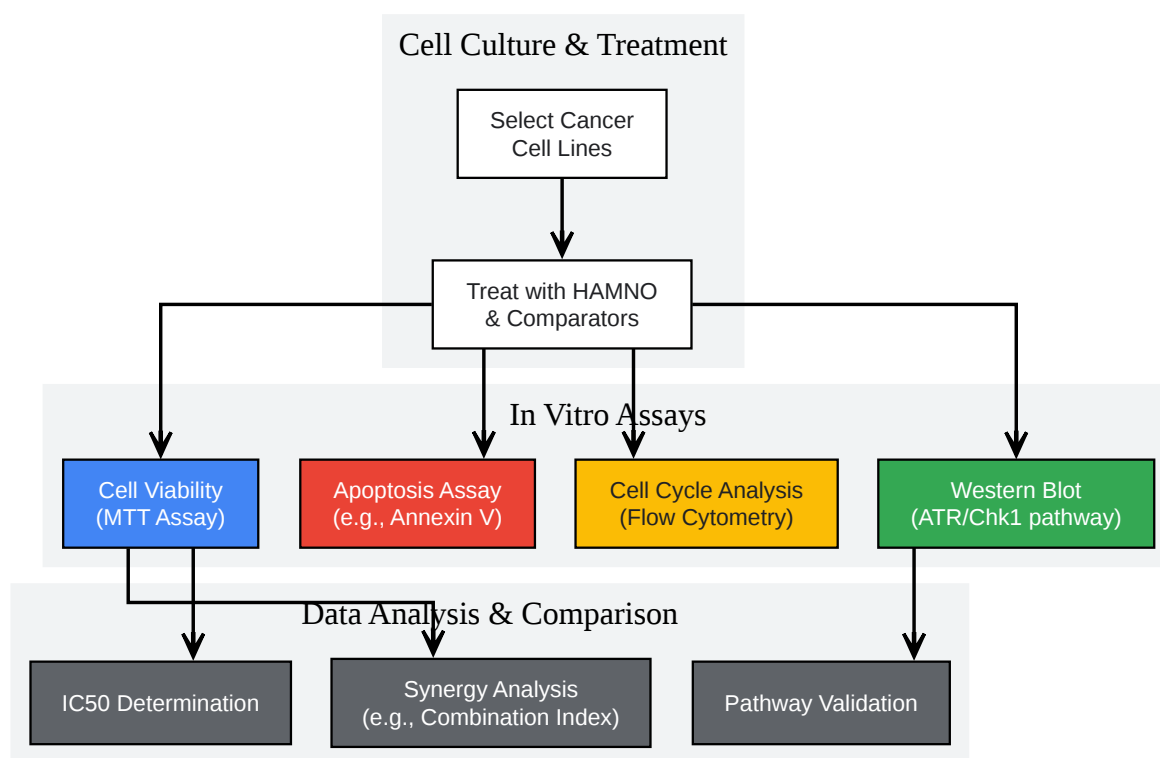 Cell Culture & Treatment
Select Cancer
Cell Lines
Treat with HAMNO
& Comparators
In Vitro Assays
Cell Viability
(MTT Assay)
Apoptosis Assay
(e.g., Annexin V)
Cell Cycle Analysis
(Flow Cytometry)
Western Blot
(ATR/Chk1 pathway)
Data Analysis & Comparison
IC50 Determination
Synergy Analysis
(e.g., Combination Index)
Pathway Validation